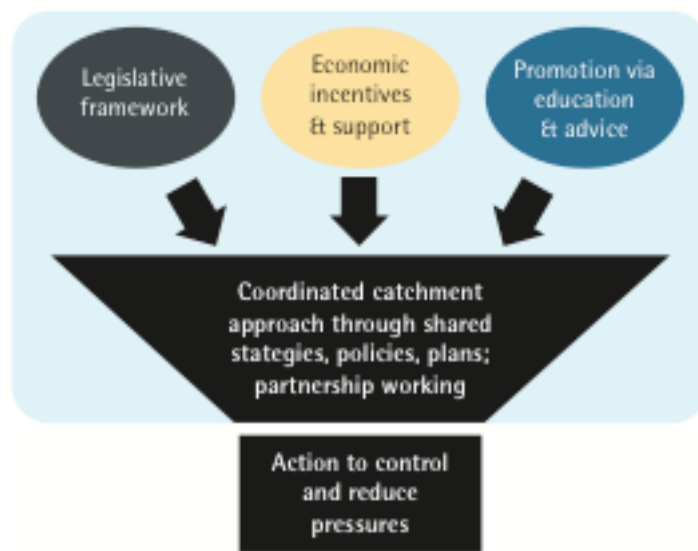 Legislative
framework
Economic
incentives
& support
Promotion via
education
& advice
Coordinated catchment
approach through shared
stategies, policies, plans;
partnership working
Action to control
and reduce
pressures